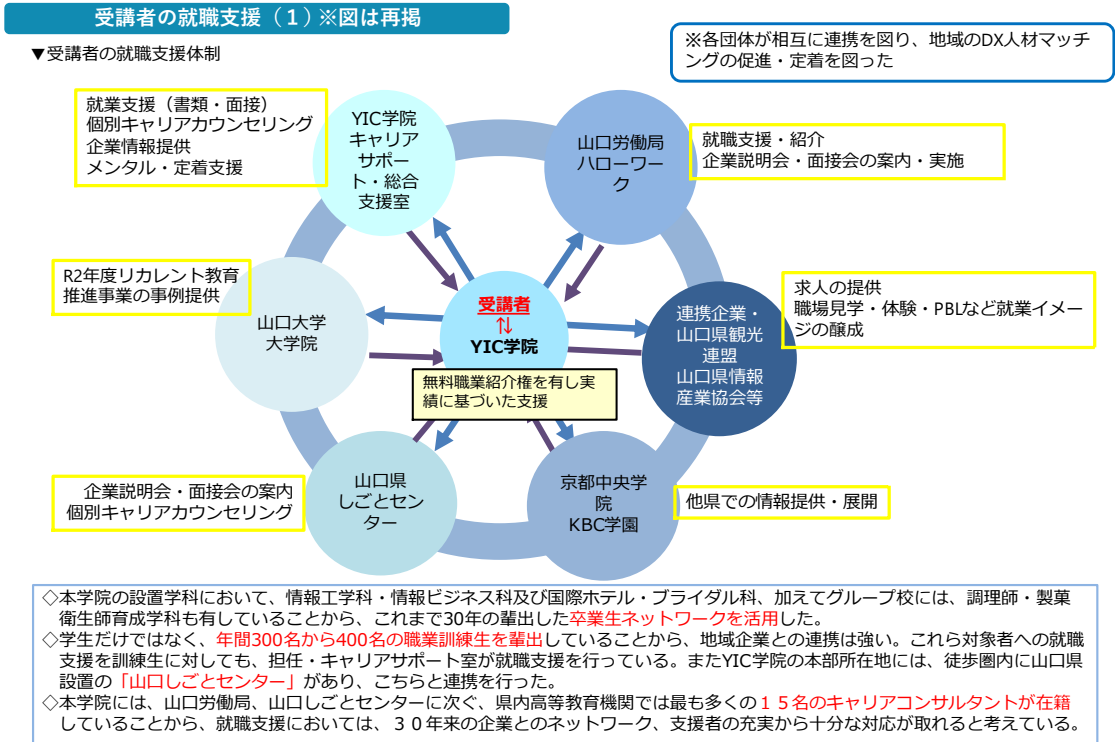 受講者の就職支援（１）※図は再掲
▼受講者の就職支援体制
※各団体が相互に連携を図り、地域のDX人材マッチ
ングの促進・定着を図った
就業支援（書類・面接）
個別キャリアカウンセリング
企業情報提供
メンタル・定着支援
YIC学院
キャリア
サポー
ト・総合
支援室
山口労働局
ハローワー
ク
就職支援・紹介
企業説明会・面接会の案内・実施
R2年度リカレント教育
推進事業の事例提供
山口大学
大学院
受講者
⇅
YIC学院
無料職業紹介権を有し実
績に基づいた支援
連携企業・
山口県観光
連盟
山口県情報
産業協会等
求人の提供
職場見学・体験・PBLなど就業イメー
ジの醸成
企業説明会・面接会の案内
個別キャリアカウンセリング
山口県
しごとセン
ター
京都中央学
院
KBC学園
他県での情報提供・展開
◇本学院の設置学科において、情報工学科・情報ビジネス科及び国際ホテル・ブライダル科、加えてグループ校には、調理師・製菓
衛生師育成学科も有していることから、これまで30年の輩出した卒業生ネットワークを活用した。
◇学生だけではなく、年間300名から400名の職業訓練生を輩出していることから、地域企業との連携は強い。これら対象者への就職
支援を訓練生に対しても、担任・キャリアサポート室が就職支援を行っている。またYIC学院の本部所在地には、徒歩圏内に山口県
設置の「山口しごとセンター」があり、こちらと連携を行った。
◇本学院には、山口労働局、山口しごとセンターに次ぐ、県内高等教育機関では最も多くの１５名のキャリアコンサルタントが在籍
していることから、就職支援においては、３０年来の企業とのネットワーク、支援者の充実から十分な対応が取れると考えている。